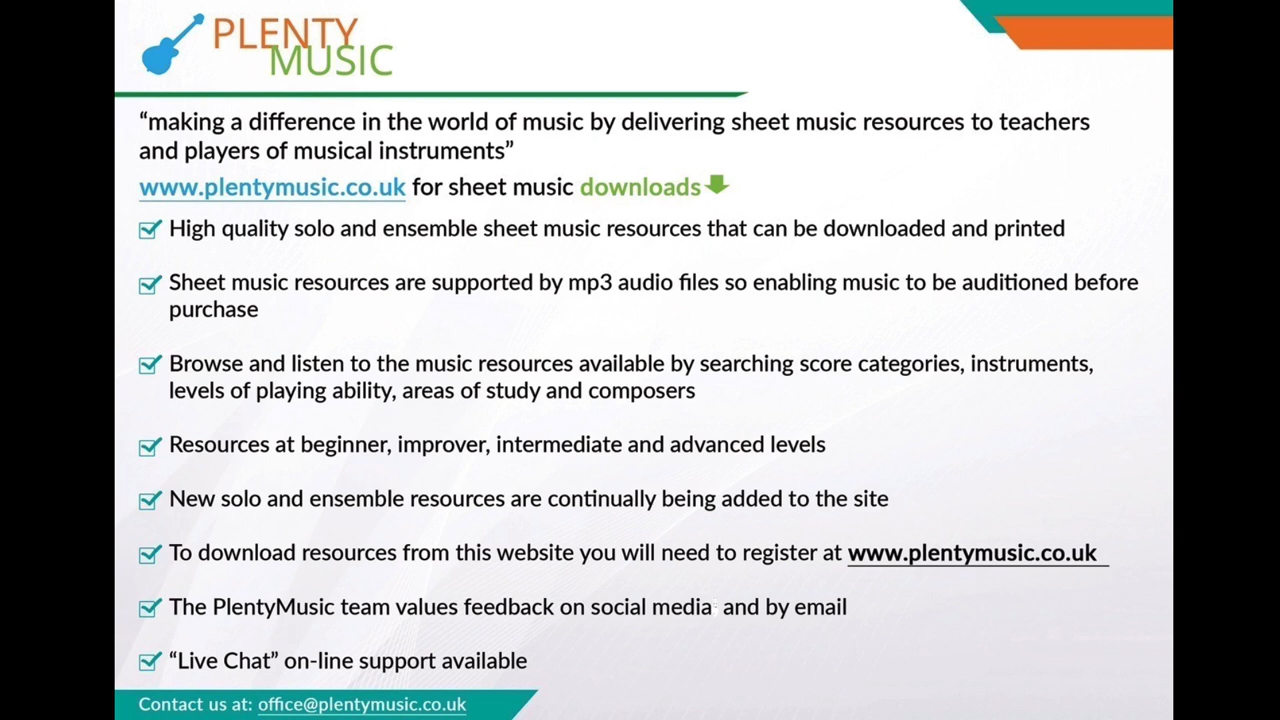 PLENTY
MUSIC
“making a difference in the world of music by delivering sheet music resources to teachers
and players of musical instruments”
www.plentymusic.co.uk for sheet music downloads
High quality solo and ensemble sheet music resources that can be downloaded and printed
Sheet music resources are supported by mp3 audio files so enabling music to be auditioned before
purchase
Browse and listen to the music resources available by searching score categories, instruments,
levels of playing ability, areas of study and composers
Resources at beginner, improver, intermediate and advanced levels
New solo and ensemble resources are continually being added to the site
To download resources from this website you will need to register at www.plentymusic.co.uk
The PlentyMusic team values feedback on social media and by email
“Live Chat” on-line support available
Contact us at: office@plentymusic.co.uk